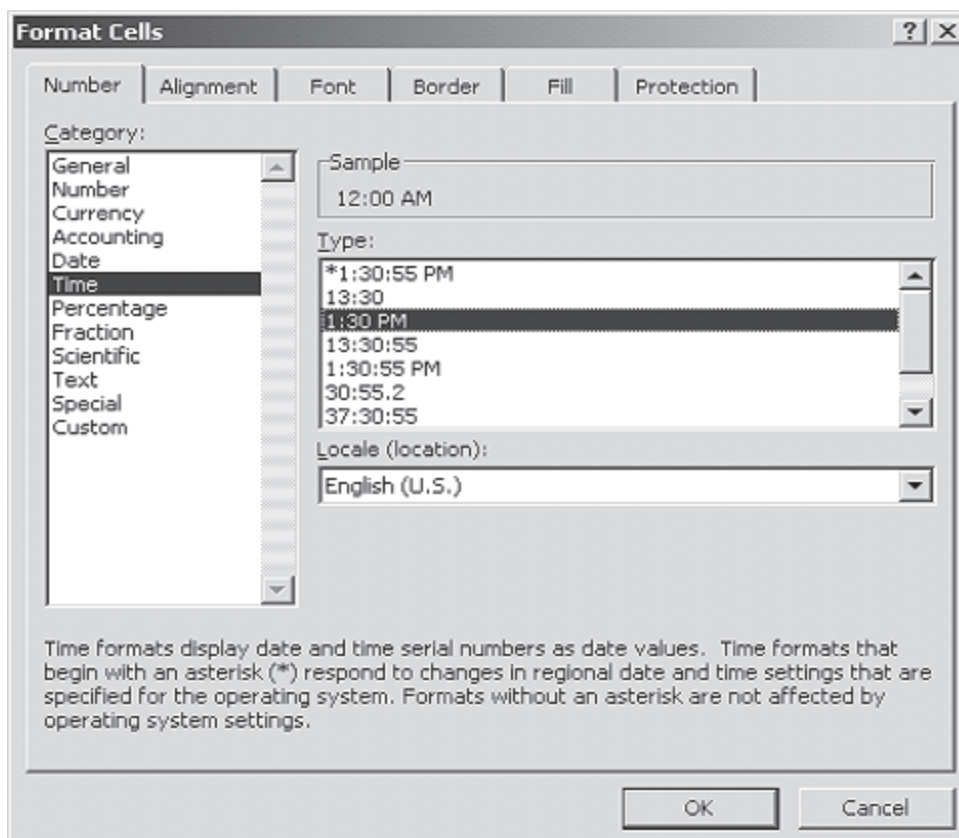 Format Cells
Number Alignment Font Border Fill Protection
Category:
General
Number
Currency
Accounting
Date
Time
Percentage
Fraction
Scientific
Text
Special
Custom
Sample
12:00 AM
Type:
*1:30:55 PM
13:30
1:30 PM
13:30:55
1:30:55 PM
30:55.2
37:30:55
Locale (location):
English (U.S.)
Time formats display date and time serial numbers as date values.  Time formats that
begin with an asterisk (*) respond to changes in regional date and time settings that are
specified for the operating system. Formats without an asterisk are not affected by
operating system settings.
OK Cancel